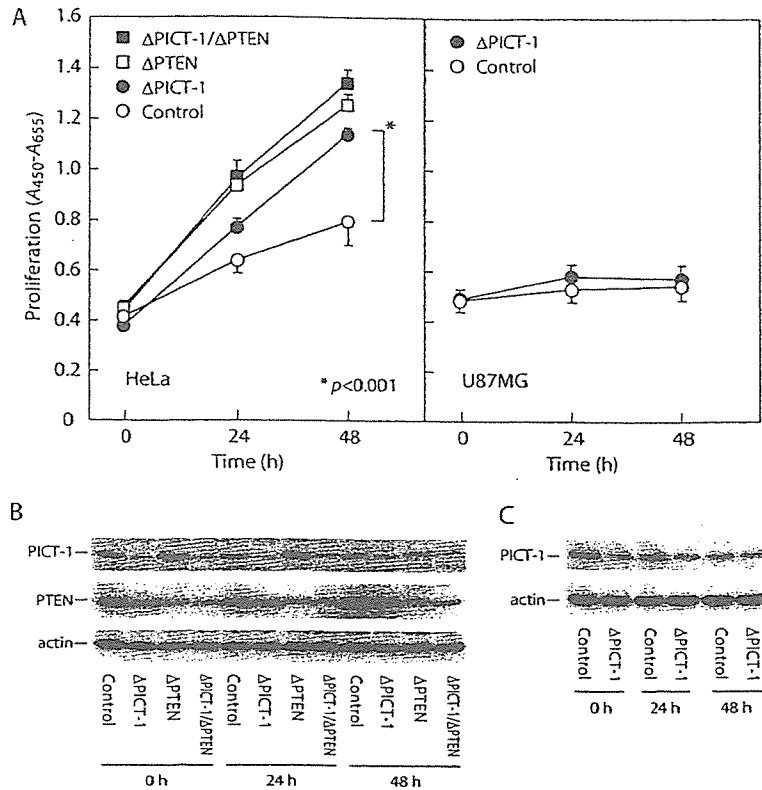 A
ΔPICT-1/ΔPTEN
ΔPTEN
ΔPICT-1
Control
ΔPICT-1
Control
1.6
1.4
1.2
1.0
0.8
0.6
0.4
0.2
0
Proliferation (A450-A655)
*
HeLa
* p<0.001
U87MG
0 24 48
Time (h)
0 24 48
Time (h)
B
PICT-1
PTEN
actin
Control ΔPICT-1 ΔPTEN ΔPICT-1/ΔPTEN Control ΔPICT-1 ΔPTEN ΔPICT-1/ΔPTEN Control ΔPICT-1 ΔPTEN ΔPICT-1/ΔPTEN
0 h 24 h 48 h
C
PICT-1
actin
Control ΔPICT-1 Control ΔPICT-1 Control ΔPICT-1
0 h 24 h 48 h